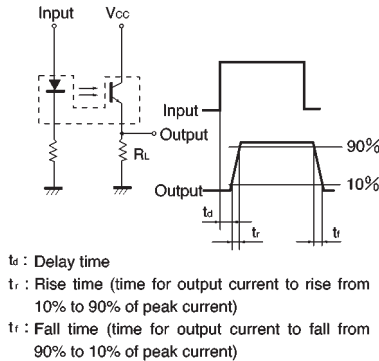 Input
Vcc
Output
RL
Input
90%
Output
10%
td
tr
tf
td : Delay time
tr : Rise time (time for output current to rise from
10% to 90% of peak current)
tf : Fall time (time for output current to fall from
90% to 10% of peak current)